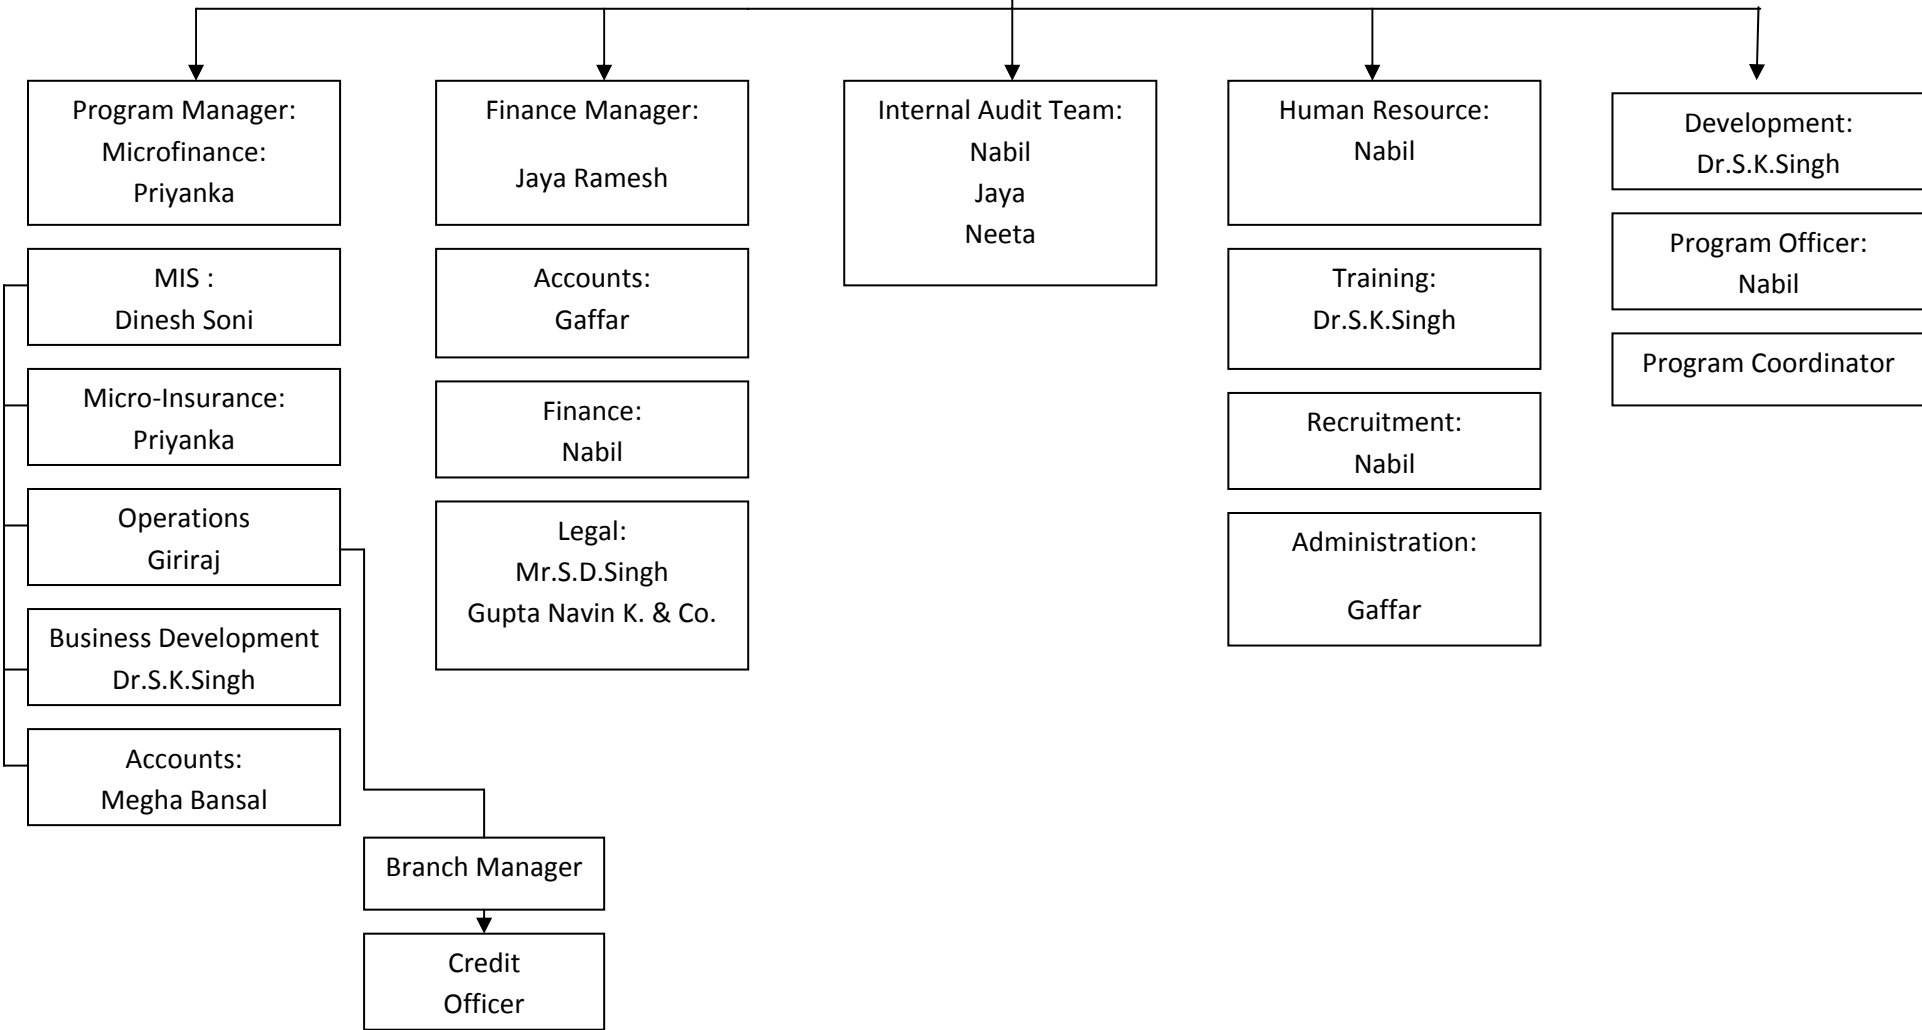 Program Manager:
Microfinance:
Priyanka
MIS :
Dinesh Soni
Micro-Insurance:
Priyanka
Operations
Giriraj
Business Development
Dr.S.K.Singh
Accounts:
Megha Bansal
Branch Manager
Credit
Officer
Finance Manager:
Jaya Ramesh
Accounts:
Gaffar
Finance:
Nabil
Legal:
Mr.S.D.Singh
Gupta Navin K. & Co.
Internal Audit Team:
Nabil
Jaya
Neeta
Human Resource:
Nabil
Training:
Dr.S.K.Singh
Recruitment:
Nabil
Administration:
Gaffar
Development:
Dr.S.K.Singh
Program Officer:
Nabil
Program Coordinator